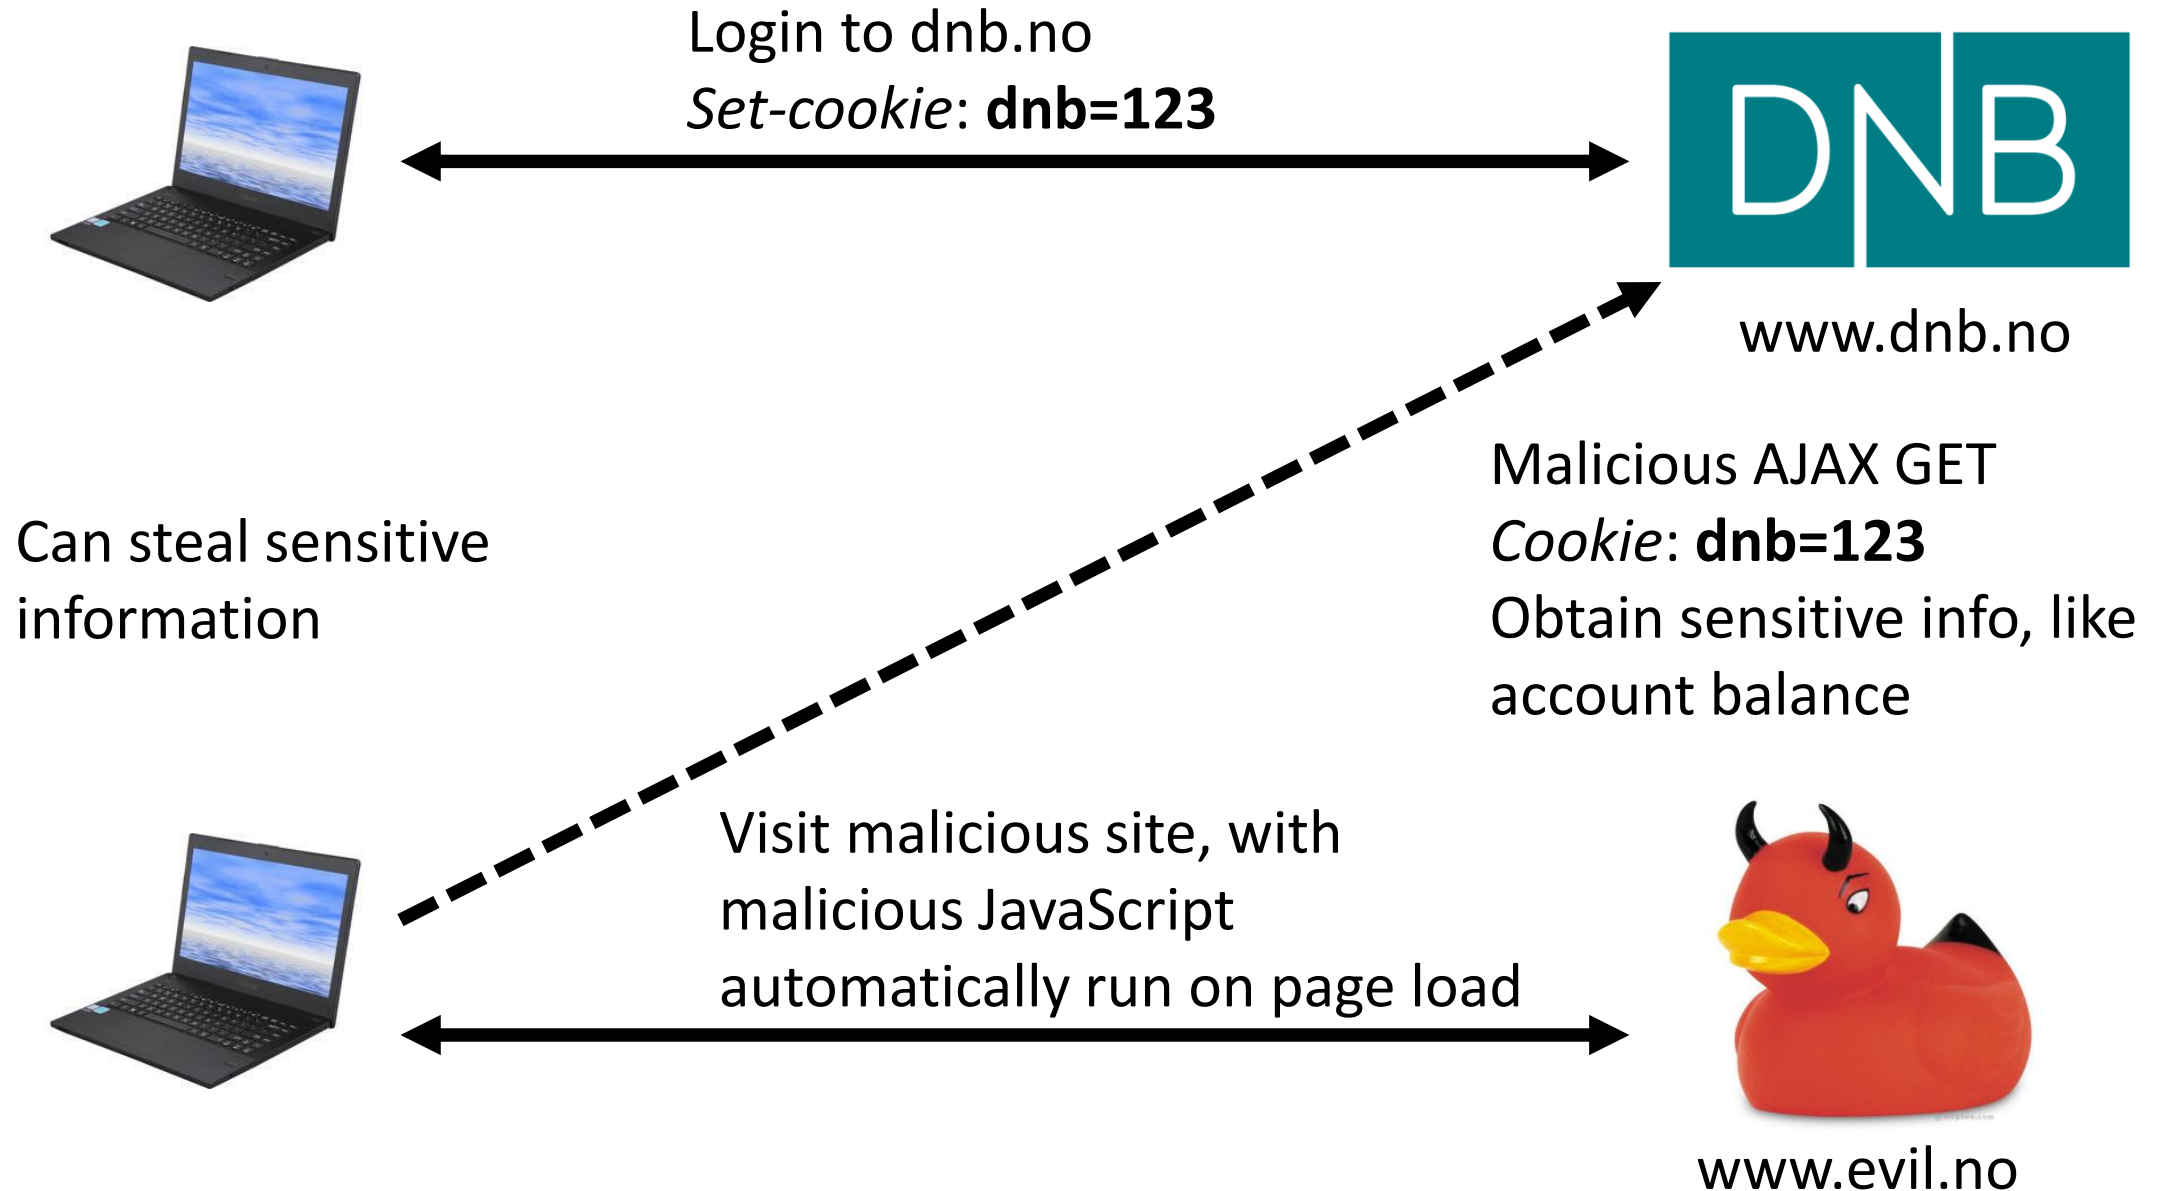 Login to dnb.no
Set-cookie: dnb=123
DNB
www.dnb.no
Malicious AJAX GET
Cookie: dnb=123
Obtain sensitive info, like
account balance
Can steal sensitive
information
Visit malicious site, with
malicious JavaScript
automatically run on page load
www.evil.no